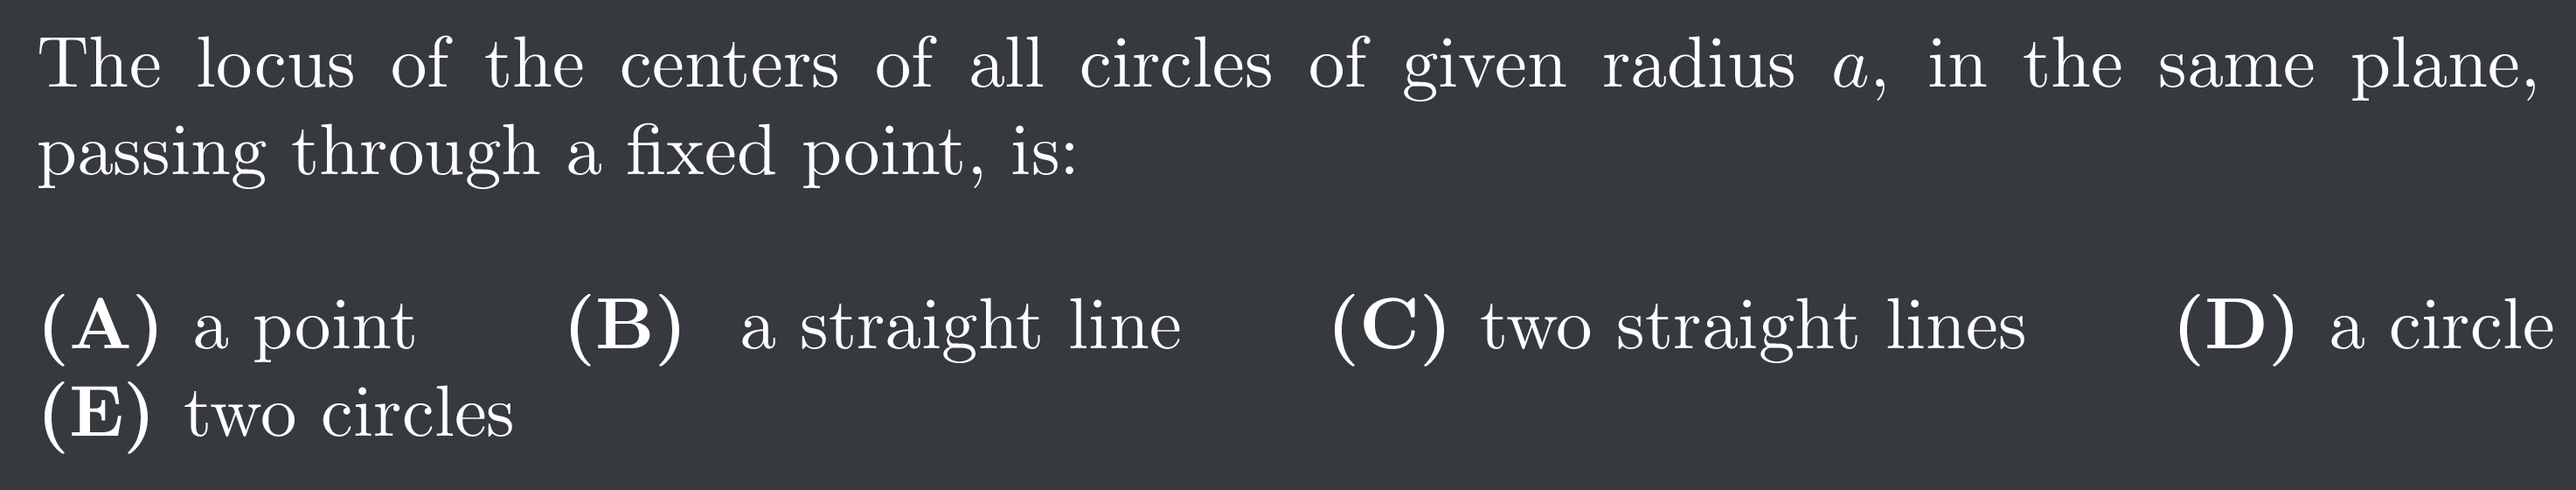 The locus of the centers of all circles of given radius a, in the same plane,
passing through a fixed point, is:
(A) a point (B) a straight line (C) two straight lines (D) a circle
(E) two circles